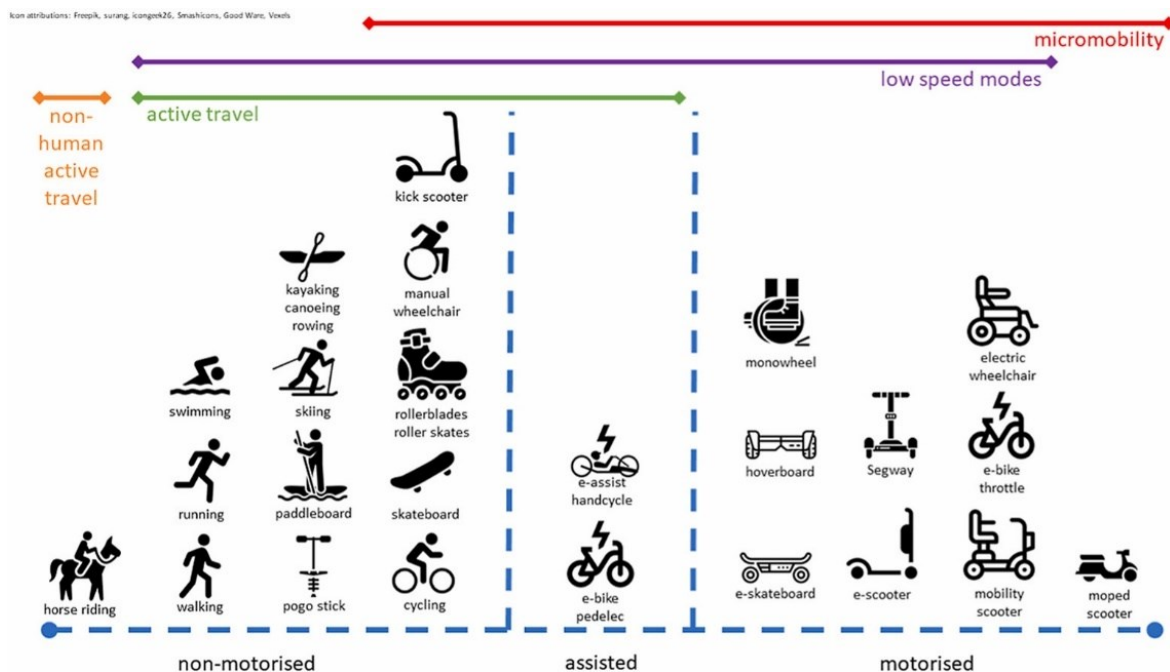 Icon attributions: Freepik, surang, icongeek26, Smashicons, Good Ware, Vexels
micromobility
low speed modes
non-
human
active
travel
active travel
kick scooter
kayaking
canoeing
rowing
manual
wheelchair
monowheel
electric
wheelchair
swimming
skiing
rollerblades
roller skates
running
paddleboard
skateboard
e-assist
handcycle
hoverboard
Segway
e-bike
throttle
horse riding
walking
pogo stick
cycling
e-bike
pedelec
e-skateboard
e-scooter
mobility
scooter
moped
scooter
non-motorised
assisted
motorised